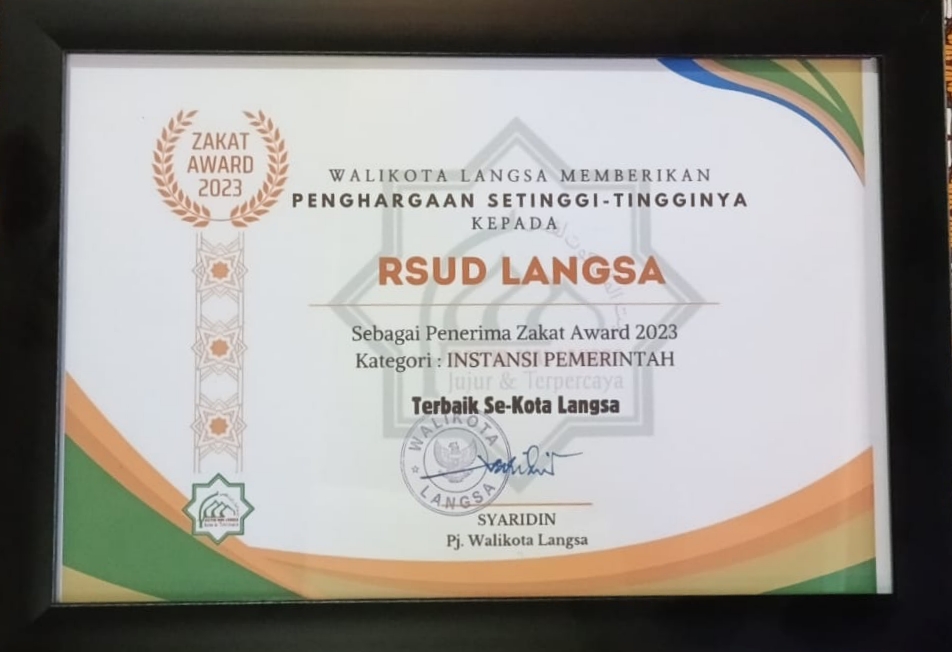 ZAKAT
AWARD
2023
WALIKOTA LANGSA MEMBERIKAN
PENGHARGAAN SETINGGI-TINGGINYA
KEPADA
RSUD LANGSA
Sebagai Penerima Zakat Award 2023
Kategori : INSTANSI PEMERINTAH
Jujur & Terpercaya
Terbaik Se-Kota Langsa
WALIKOTA
LANGSA
SYARIDIN
Pj. Walikota Langsa